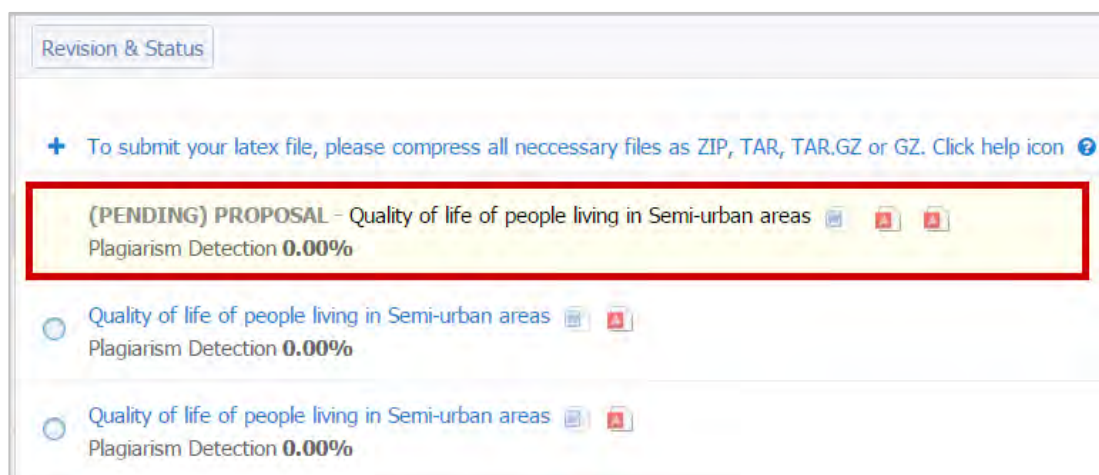 Revision & Status
To submit your latex file, please compress all neccessary files as ZIP, TAR, TAR.GZ or GZ. Click help icon
(PENDING) PROPOSAL - Quality of life of people living in Semi-urban areas
Plagiarism Detection 0.00%
Quality of life of people living in Semi-urban areas
Plagiarism Detection 0.00%
Quality of life of people living in Semi-urban areas
Plagiarism Detection 0.00%